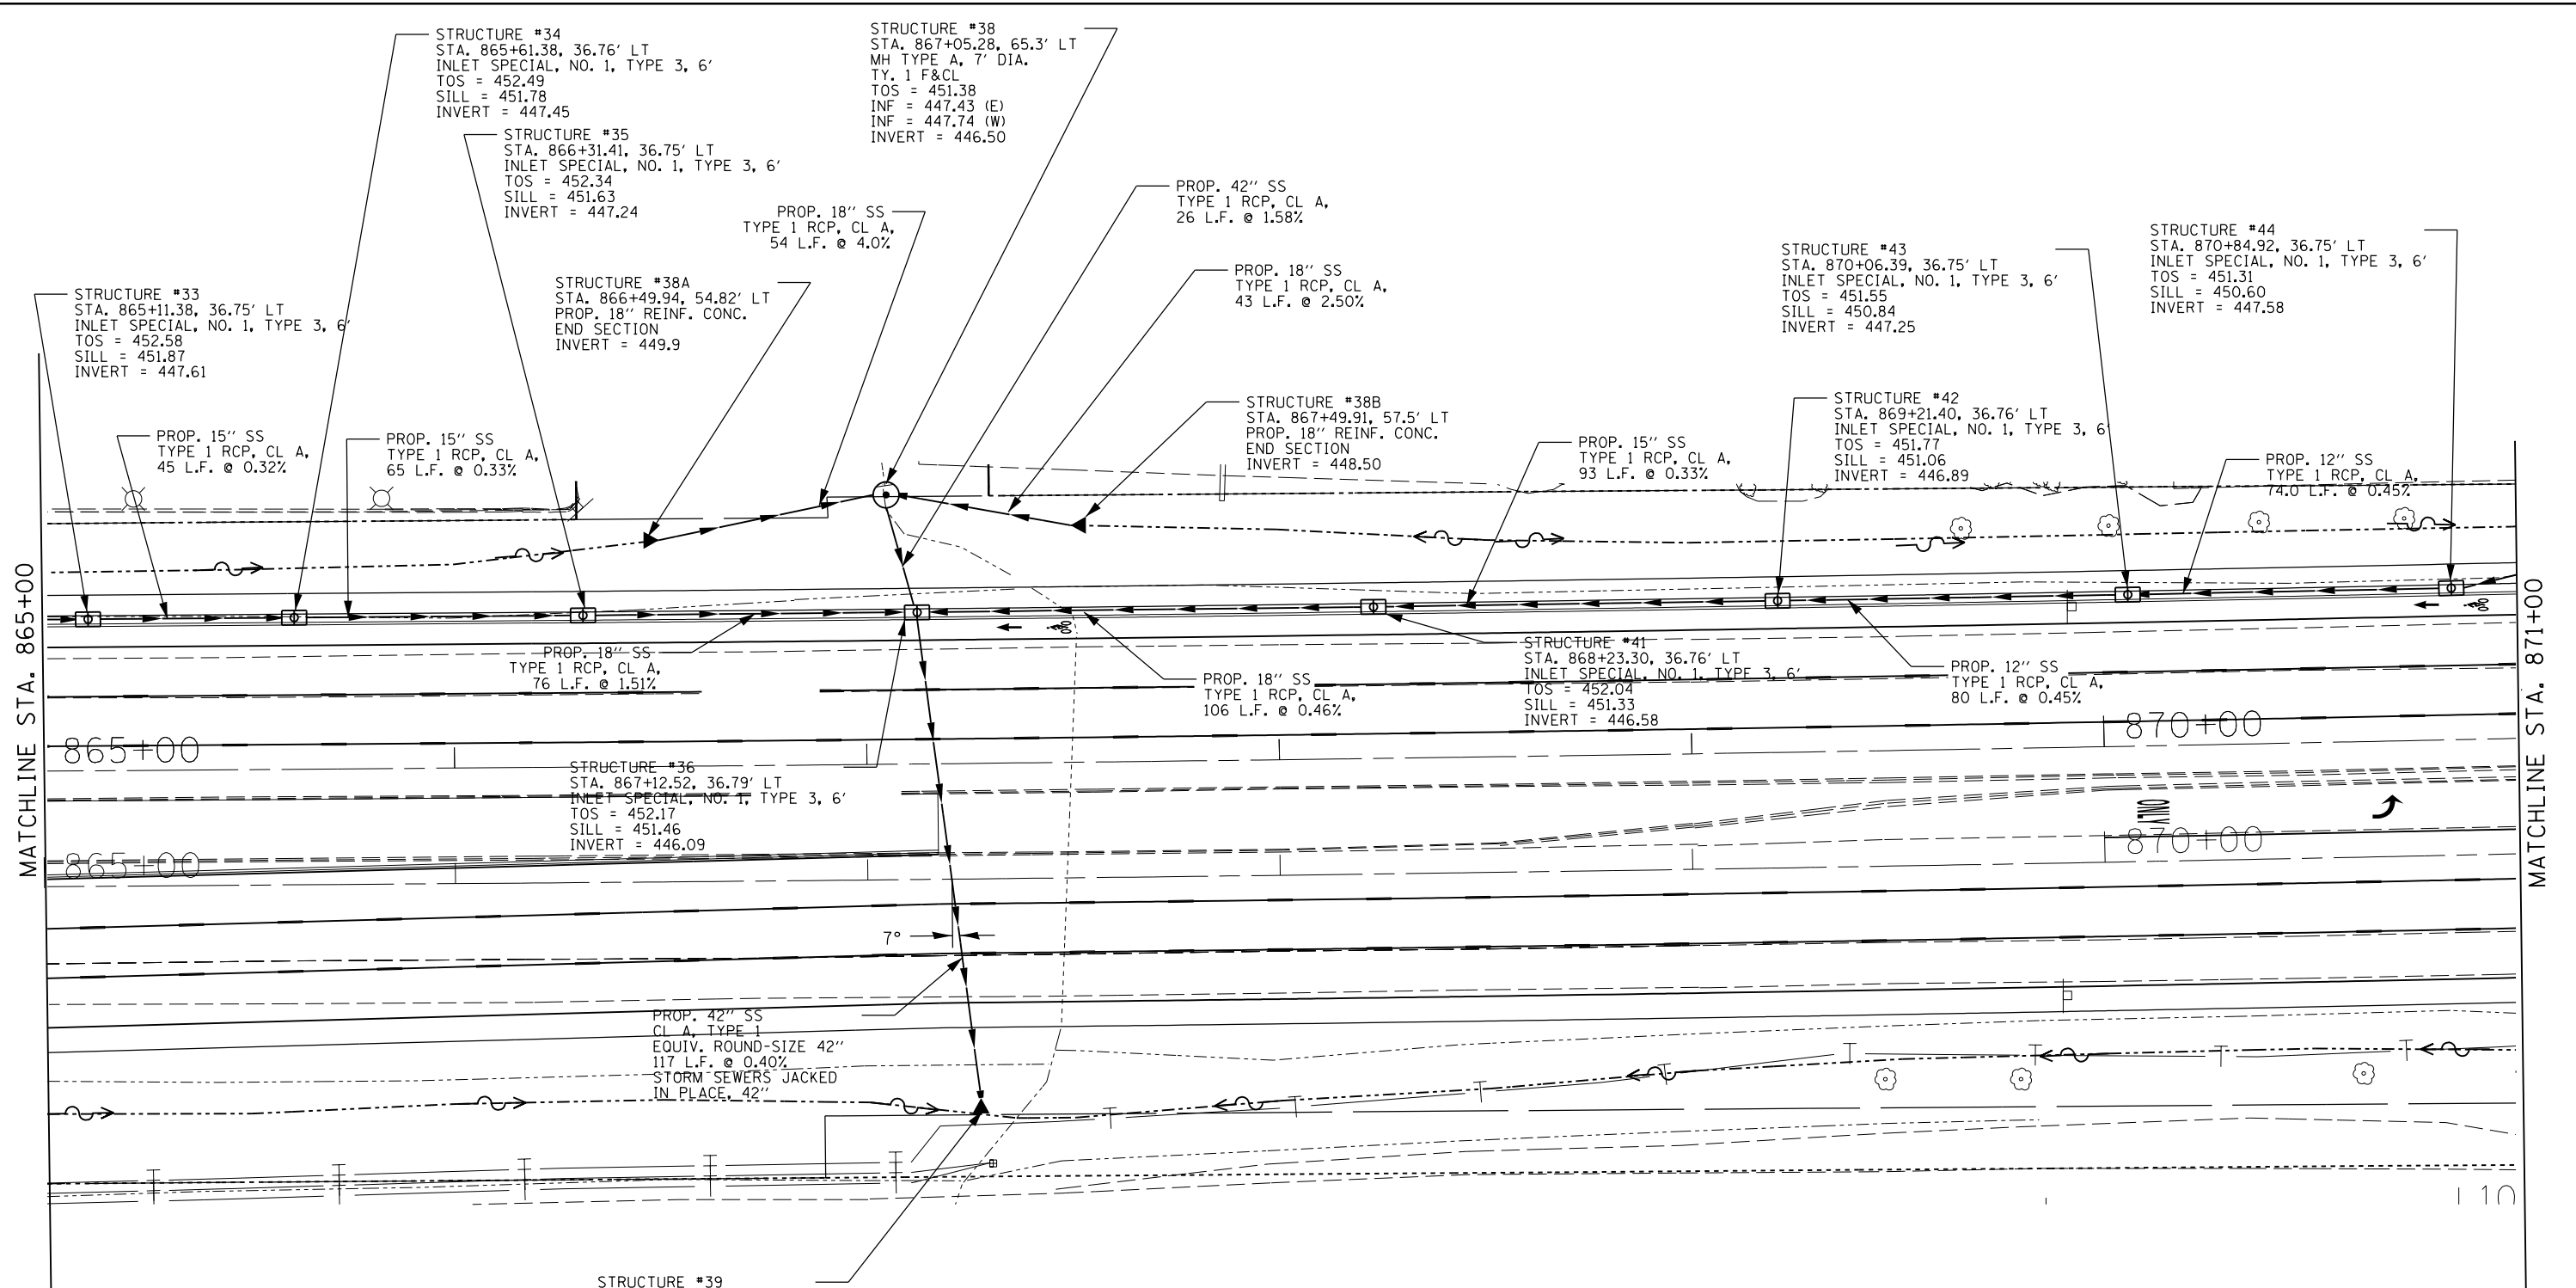 STRUCTURE #34
STA. 865+61.38, 36.76' LT
INLET SPECIAL, NO. 1, TYPE 3, 6'
TOS = 452.49
SILL = 451.78
INVERT = 447.45
STRUCTURE #38
STA. 867+05.28, 65.3' LT
MH TYPE A, 7' DIA.
TY. 1 F&CL
TOS = 451.38
INF = 447.43 (E)
INF = 447.74 (W)
INVERT = 446.50
STRUCTURE #35
STA. 866+31.41, 36.75' LT
INLET SPECIAL, NO. 1, TYPE 3, 6'
TOS = 452.34
SILL = 451.63
INVERT = 447.24
PROP. 18'' SS
TYPE 1 RCP, CL A,
54 L.F. @ 4.0%
PROP. 42'' SS
TYPE 1 RCP, CL A,
26 L.F. @ 1.58%
STRUCTURE #44
STA. 870+84.92, 36.75' LT
INLET SPECIAL, NO. 1, TYPE 3, 6'
TOS = 451.31
SILL = 450.60
INVERT = 447.58
STRUCTURE #43
STA. 870+06.39, 36.75' LT
INLET SPECIAL, NO. 1, TYPE 3, 6'
TOS = 451.55
SILL = 450.84
INVERT = 447.25
PROP. 18'' SS
TYPE 1 RCP, CL A,
43 L.F. @ 2.50%
STRUCTURE #38A
STA. 866+49.94, 54.82' LT
PROP. 18'' REINF. CONC.
END SECTION
INVERT = 449.9
STRUCTURE #33
STA. 865+11.38, 36.75' LT
INLET SPECIAL, NO. 1, TYPE 3, 6'
TOS = 452.58
SILL = 451.87
INVERT = 447.61
STRUCTURE #38B
STA. 867+49.91, 57.5' LT
PROP. 18'' REINF. CONC.
END SECTION
INVERT = 448.50
STRUCTURE #42
STA. 869+21.40, 36.76' LT
INLET SPECIAL, NO. 1, TYPE 3, 6'
TOS = 451.77
SILL = 451.06
INVERT = 446.89
PROP. 15'' SS
TYPE 1 RCP, CL A,
45 L.F. @ 0.32%
PROP. 15'' SS
TYPE 1 RCP, CL A,
65 L.F. @ 0.33%
PROP. 15'' SS
TYPE 1 RCP, CL A,
93 L.F. @ 0.33%
PROP. 12'' SS
TYPE 1 RCP, CL A,
74.0 L.F. @ 0.45%
MATCHLINE STA. 865+00
MATCHLINE STA. 871+00
PROP. 18'' SS
TYPE 1 RCP, CL A,
76 L.F. @ 1.51%
PROP. 18'' SS
TYPE 1 RCP, CL A,
106 L.F. @ 0.46%
STRUCTURE #41
STA. 868+23.30, 36.76' LT
INLET SPECIAL, NO. 1, TYPE 3, 6'
TOS = 452.04
SILL = 451.33
INVERT = 446.58
PROP. 12'' SS
TYPE 1 RCP, CL A,
80 L.F. @ 0.45%
865+00
870+00
STRUCTURE #36
STA. 867+12.52, 36.79' LT
INLET SPECIAL, NO. 1, TYPE 3, 6'
TOS = 452.17
SILL = 451.46
INVERT = 446.09
ONLY
865+00
870+00
7°
PROP. 42'' SS
CL A, TYPE 1
EQUIV. ROUND-SIZE 42''
117 L.F. @ 0.40%
STORM SEWERS JACKED
IN PLACE, 42''
STRUCTURE #39